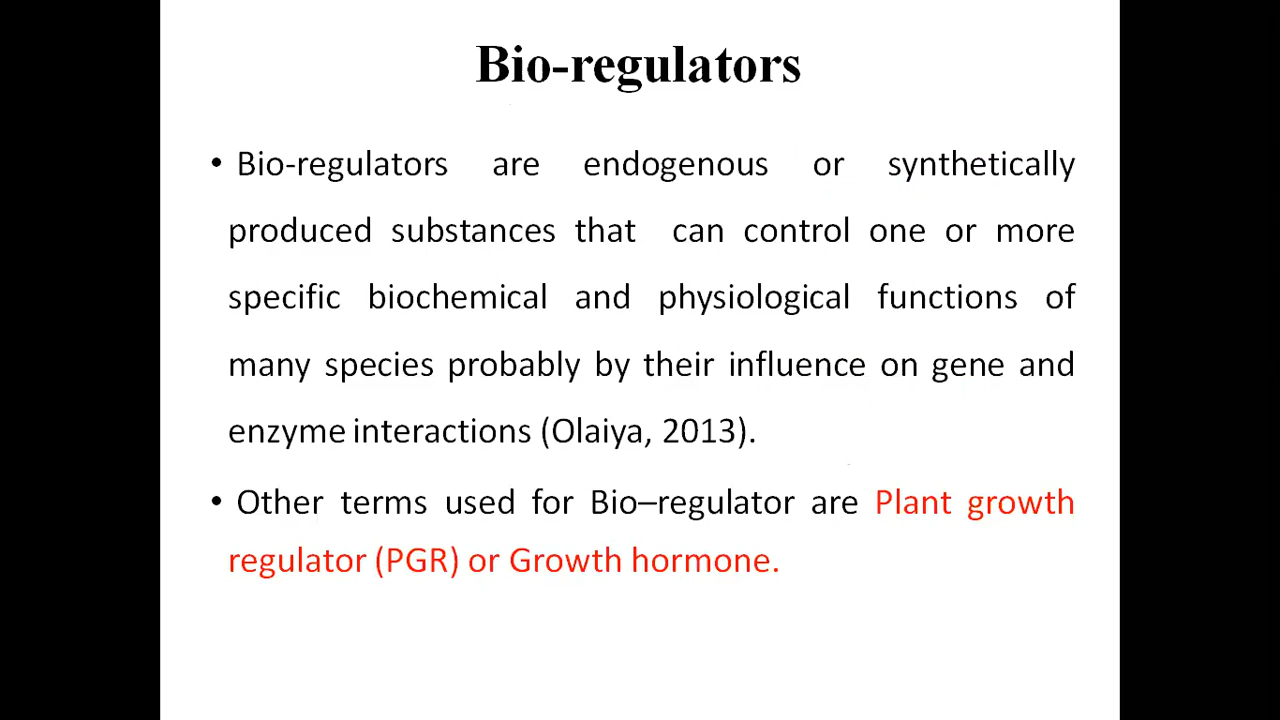 Bio-regulators
• Bio-regulators are endogenous or synthetically
produced substances that can control one or more
specific biochemical and physiological functions of
many species probably by their influence on gene and
enzyme interactions (Olaiya, 2013).
• Other terms used for Bio–regulator are Plant growth
regulator (PGR) or Growth hormone.